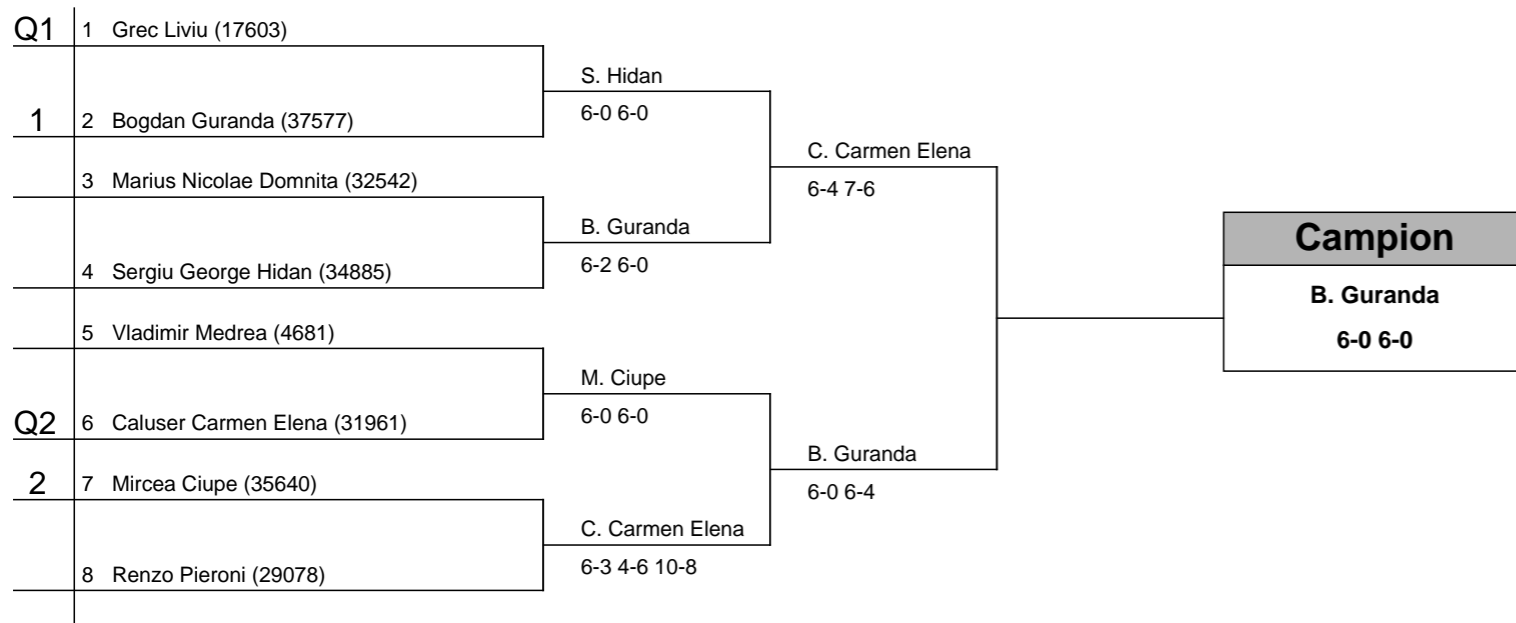 Q1 1 Grec Liviu (17603)
S. Hidan
6-0 6-0
1 2 Bogdan Guranda (37577)
C. Carmen Elena
6-4 7-6
3 Marius Nicolae Domnita (32542)
B. Guranda
6-2 6-0
4 Sergiu George Hidan (34885)
Campion
B. Guranda
6-0 6-0
5 Vladimir Medrea (4681)
M. Ciupe
6-0 6-0
Q2 6 Caluser Carmen Elena (31961)
B. Guranda
6-0 6-4
2 7 Mircea Ciupe (35640)
C. Carmen Elena
6-3 4-6 10-8
8 Renzo Pieroni (29078)